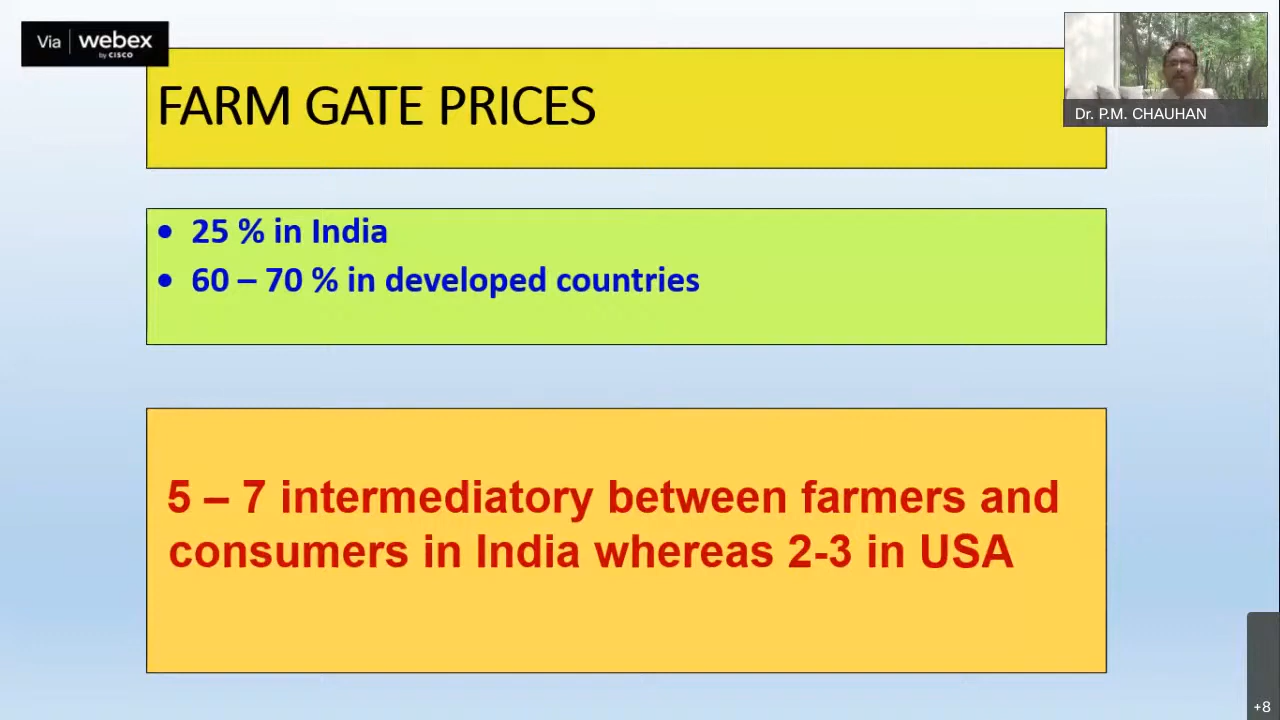 Via webex
by CISCO
FARM GATE PRICES
Dr. P.M. CHAUHAN
• 25 % in India
• 60 – 70 % in developed countries
5 – 7 intermediatory between farmers and
consumers in India whereas 2-3 in USA
+8